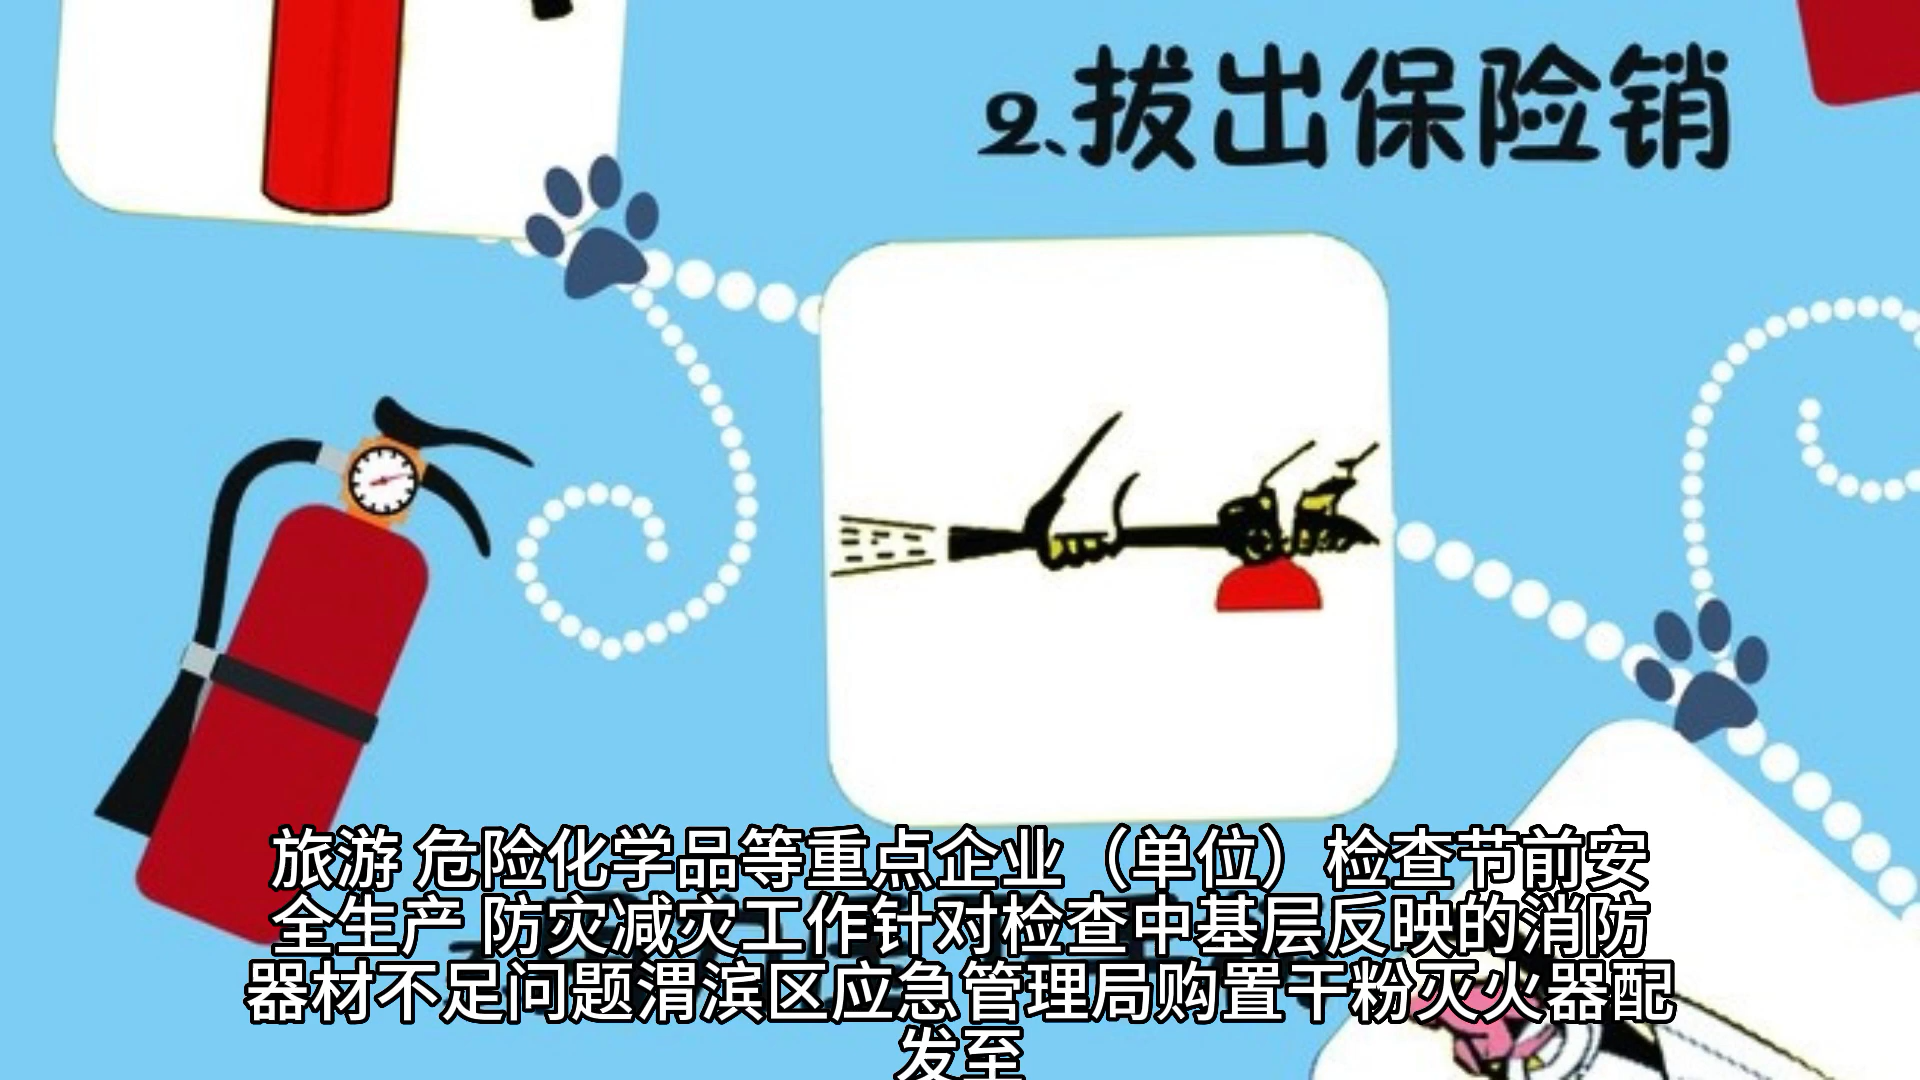 2、拔出保险销
旅游 危险化学品等重点企业（单位）检查节前安
全生产 防灾减灾工作针对检查中基层反映的消防
器材不足问题渭滨区应急管理局购置干粉灭火器配
发至